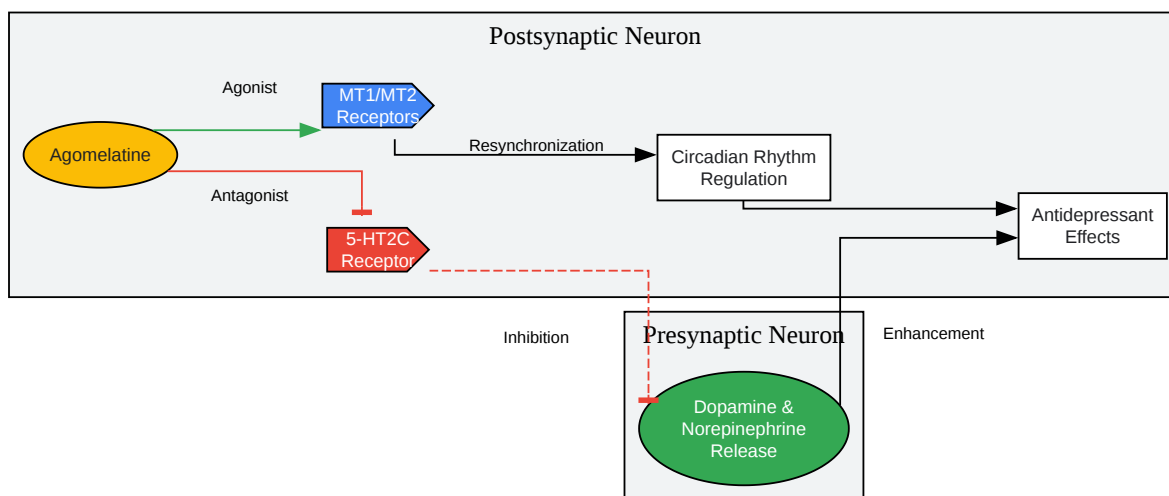 Postsynaptic Neuron
Agonist
MT1/MT2
Receptors
Agomelatine
Resynchronization
Circadian Rhythm
Regulation
Antagonist
Antidepressant
Effects
5-HT2C
Receptor
Inhibition
Presynaptic Neuron
Enhancement
Dopamine &
Norepinephrine
Release